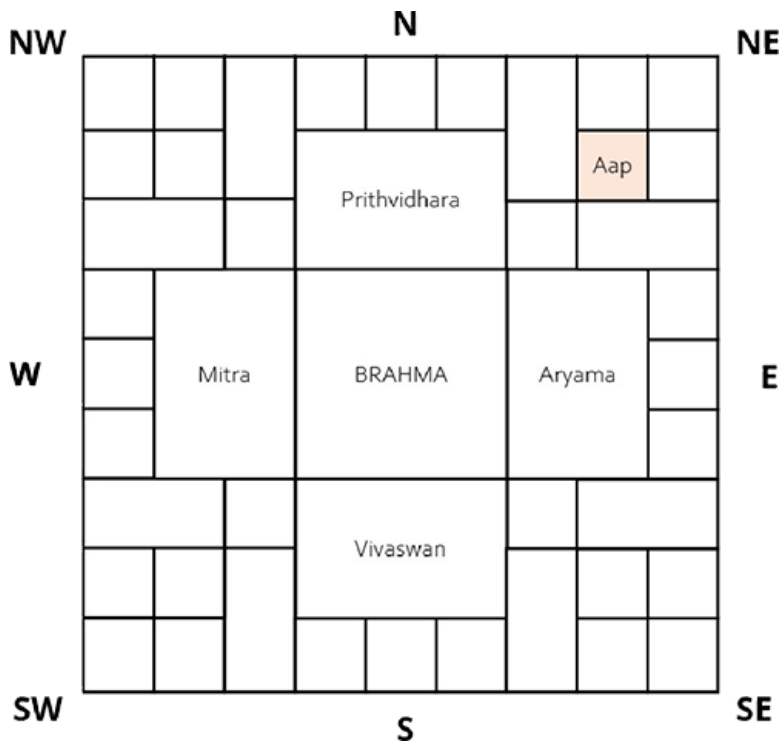 N
NW
NE
Aap
Prithvidhara
W
Mitra
BRAHMA
Aryama
E
Vivaswan
SW
S
SE